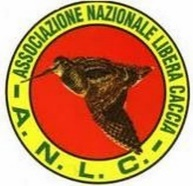 ASSOCIAZIONE NAZIONALE LIBERA CACCIA
- A. N. L. C. -